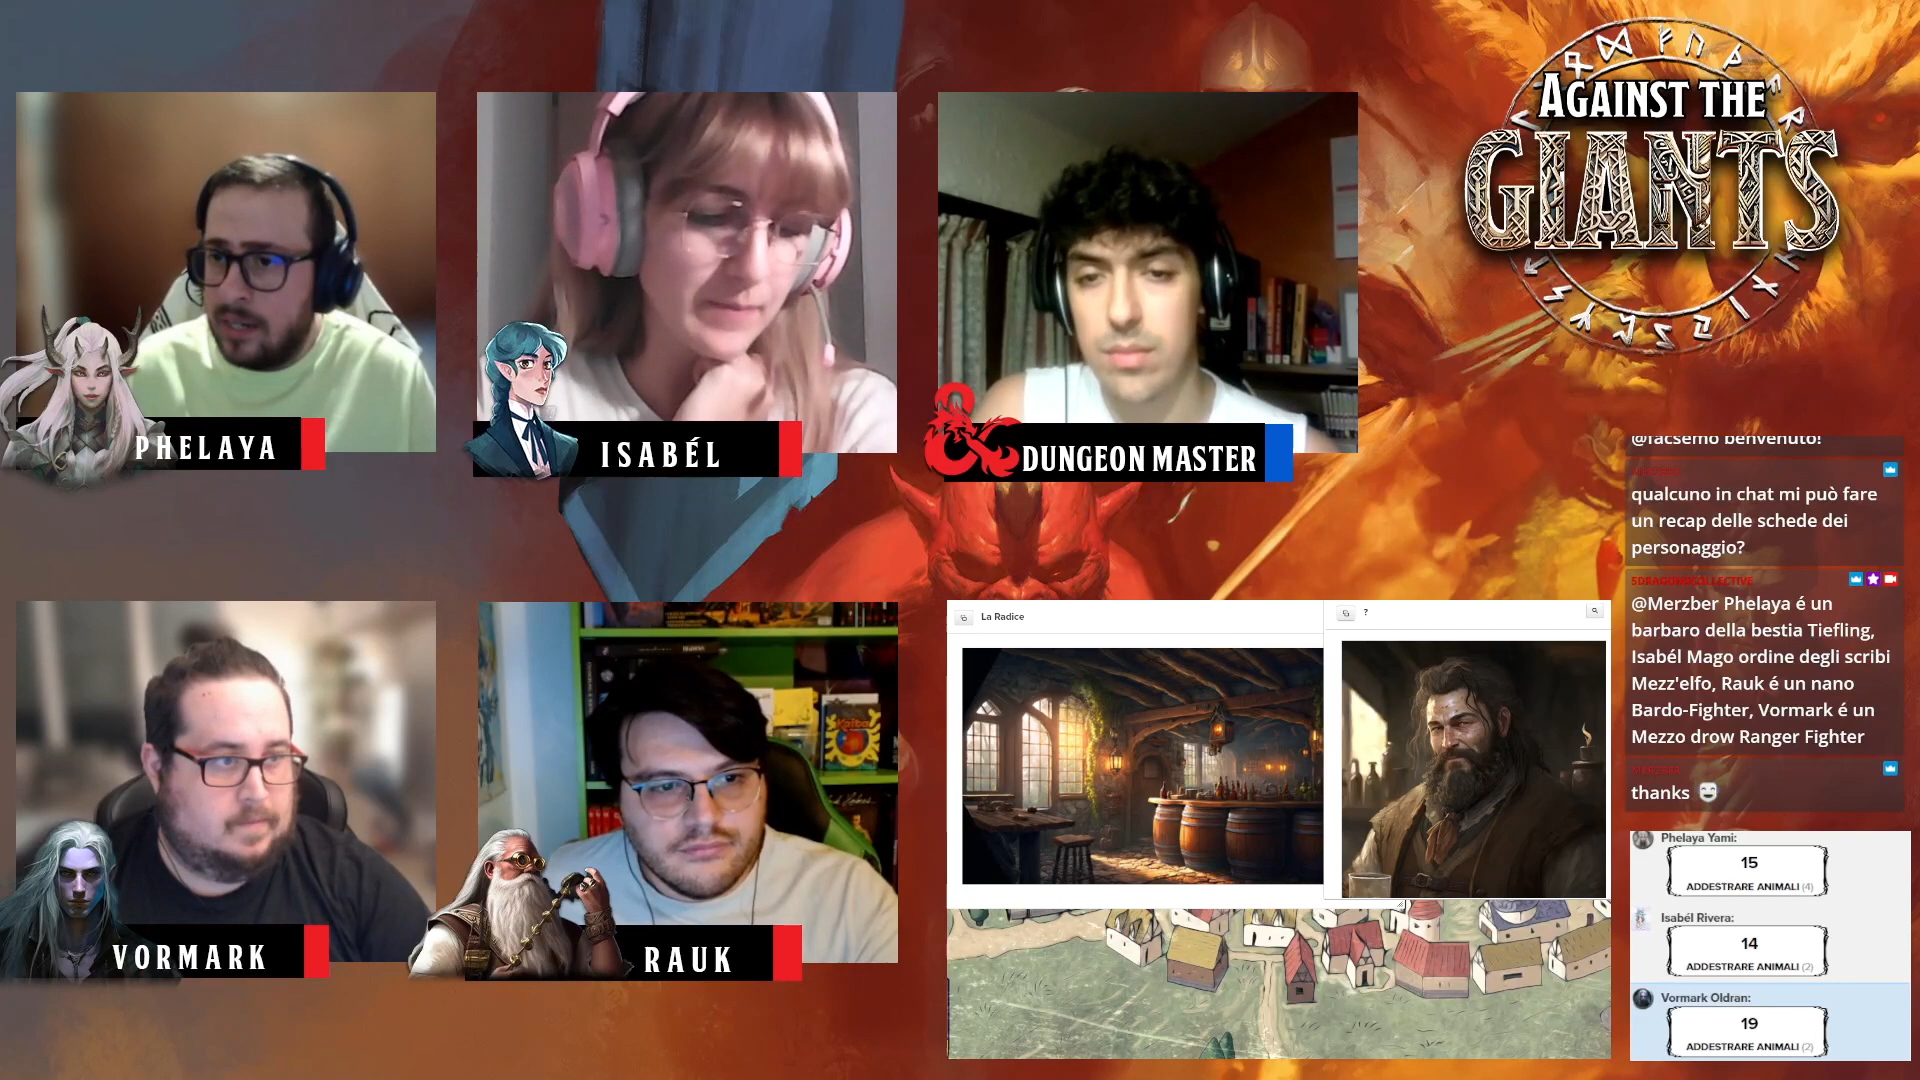 AGAINST THE
GIANTS
PHELAYA
ISABÉL
DUNGEON MASTER
VORMARK
RAUK
La Radice
?
@facsemo benvenuto!
qualcuno in chat mi può fare
un recap delle schede dei
personaggio?
5DRAGONSCOLLECTIVE
@Merzber Phelaya é un
barbaro della bestia Tiefling,
Isabél Mago ordine degli scribi
Mezz'elfo, Rauk é un nano
Bardo-Fighter, Vormark é un
Mezzo drow Ranger Fighter
thanks
Phelaya Yami:
15
ADDESTRARE ANIMALI (4)
Isabél Rivera:
14
ADDESTRARE ANIMALI (2)
Vormark Oldran:
19
ADDESTRARE ANIMALI (2)